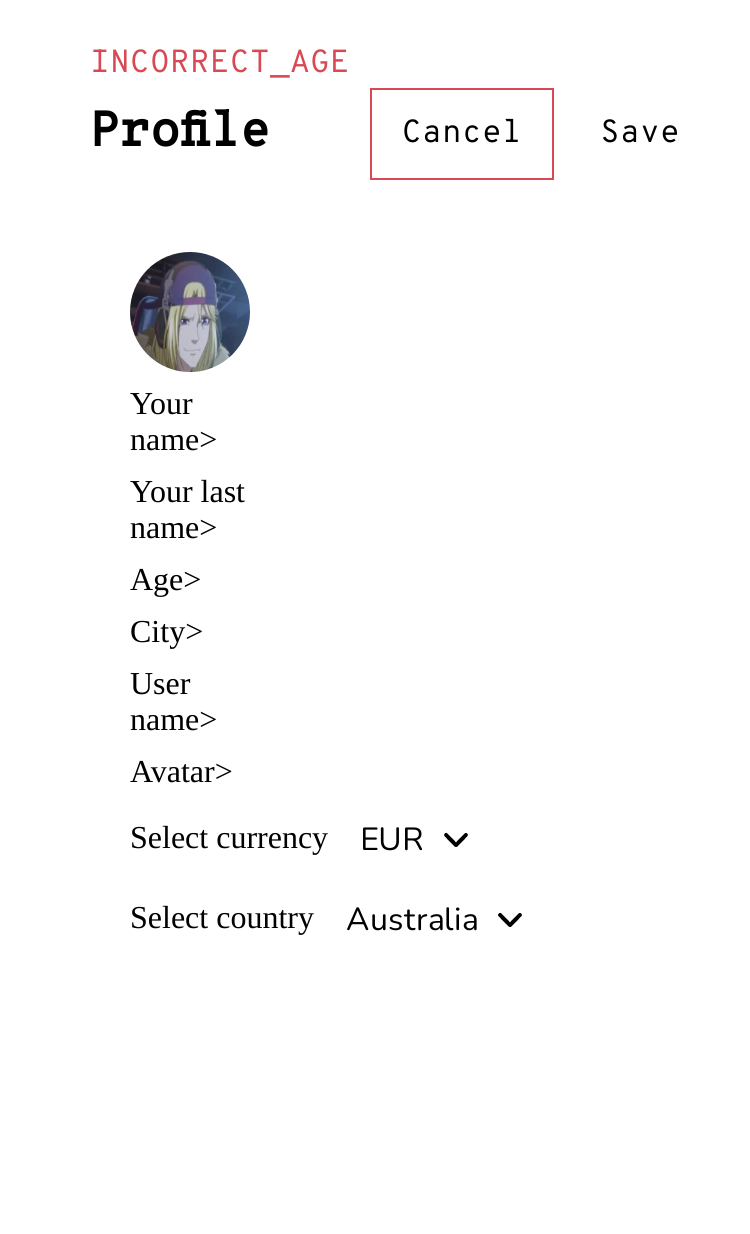 INCORRECT_AGE
Profile Cancel Save
Your
name>
Your last
name>
Age>
City>
User
name>
Avatar>
Select currency EUR
Select country Australia